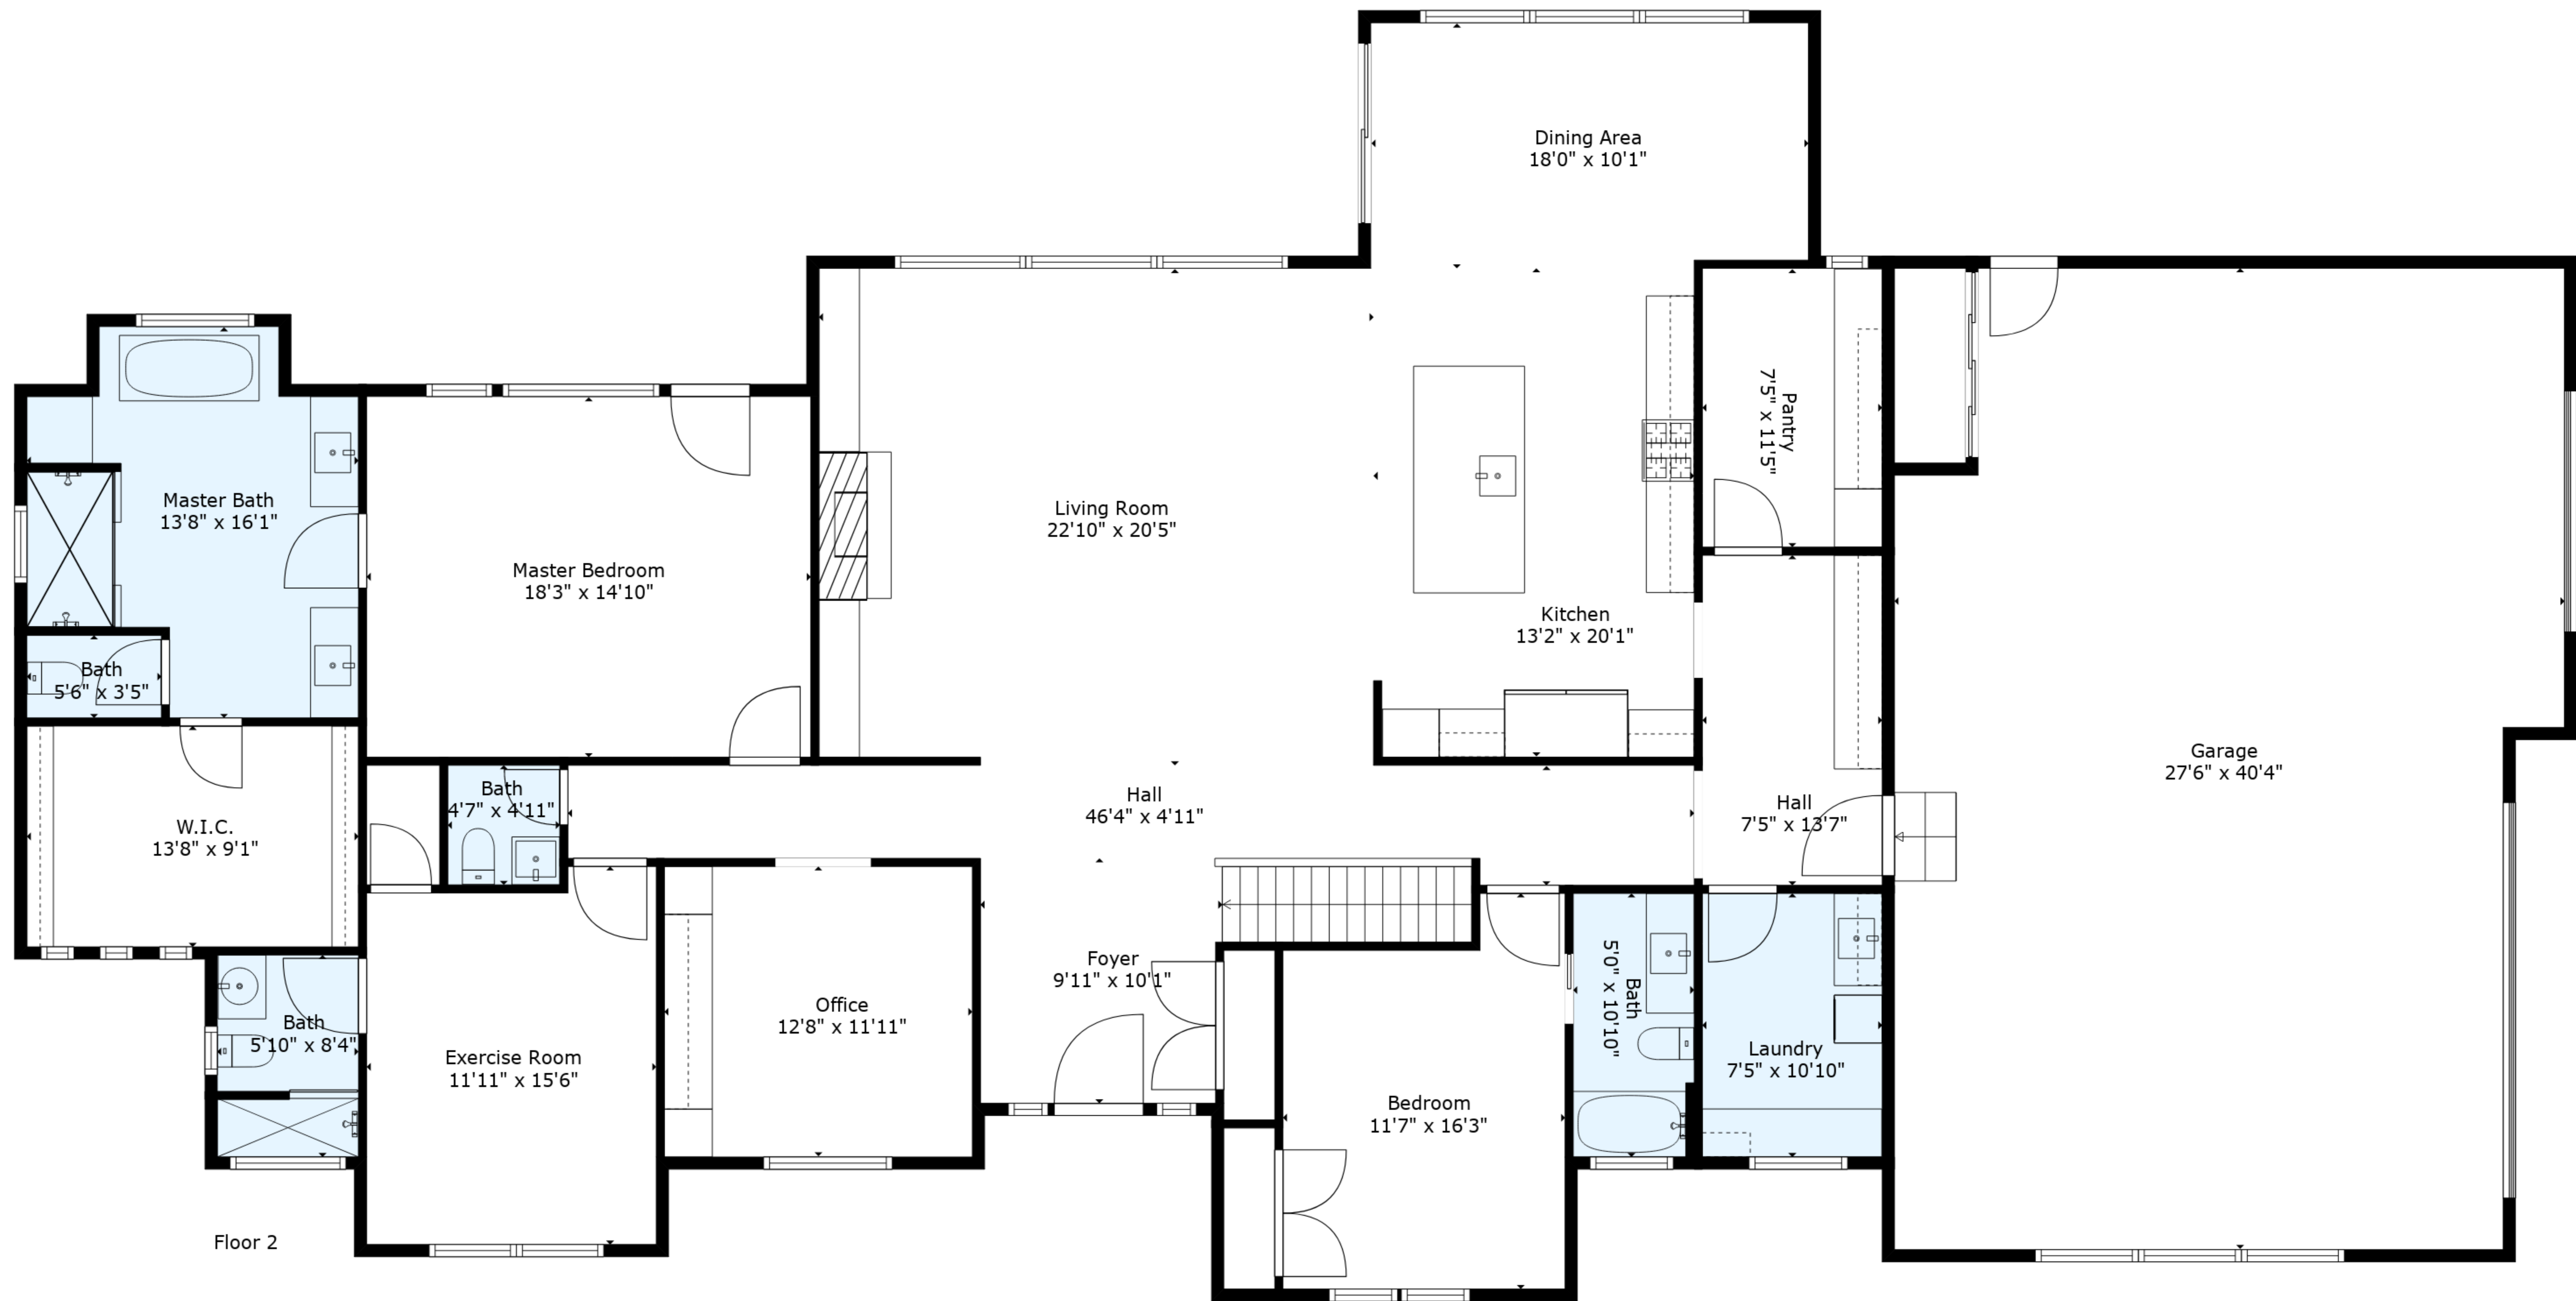 Dining Area
18'0" x 10'1"
Pantry
7'5" x 11'5"
Master Bath
13'8" x 16'1"
Living Room
22'10" x 20'5"
Master Bedroom
18'3" x 14'10"
Kitchen
13'2" x 20'1"
Bath
5'6" x 3'5"
Garage
27'6" x 40'4"
Bath
4'7" x 4'11"
Hall
46'4" x 4'11"
Hall
7'5" x 13'7"
W.I.C.
13'8" x 9'1"
Foyer
9'11" x 10'1"
Office
12'8" x 11'11"
Bath
5'0" x 10'10"
Bath
5'10" x 8'4"
Exercise Room
11'11" x 15'6"
Laundry
7'5" x 10'10"
Bedroom
11'7" x 16'3"
Floor 2